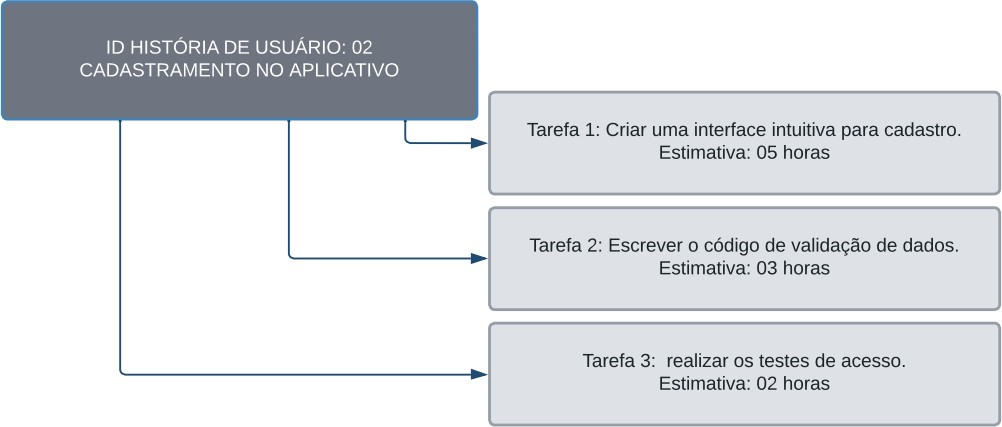 ID HISTÓRIA DE USUÁRIO: 02
CADASTRAMENTO NO APLICATIVO
Tarefa 1: Criar uma interface intuitiva para cadastro.
Estimativa: 05 horas
Tarefa 2: Escrever o código de validação de dados.
Estimativa: 03 horas
Tarefa 3:  realizar os testes de acesso.
Estimativa: 02 horas